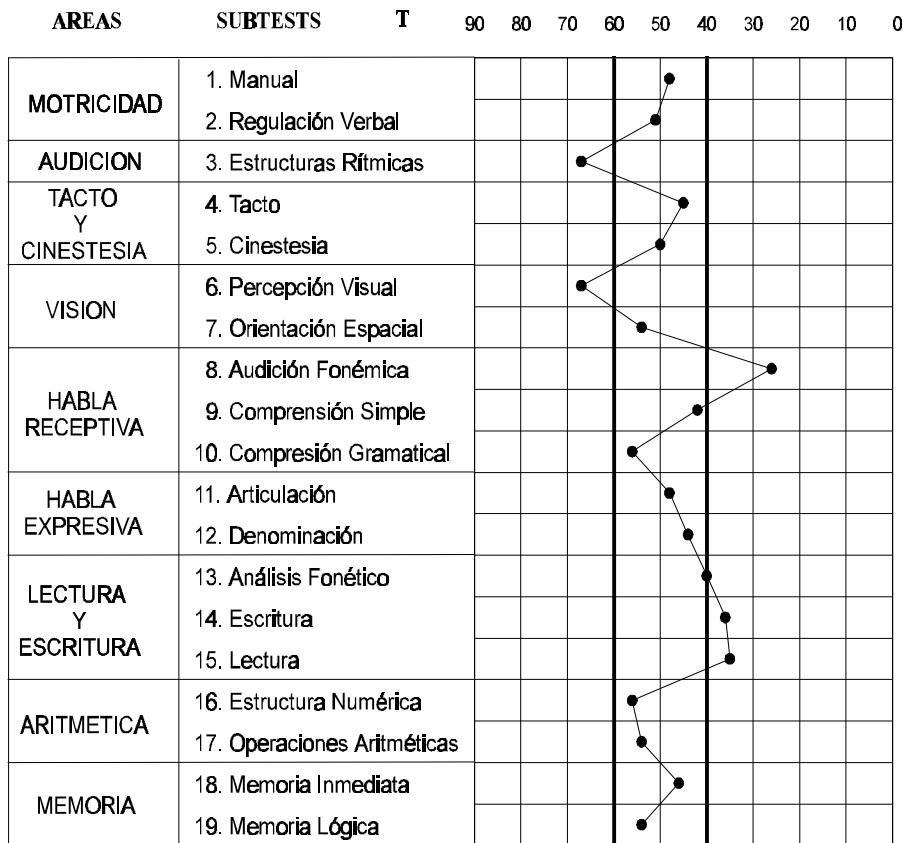 AREAS SUBTESTS T 90 80 70 60 50 40 30 20 10 0
MOTRICIDAD
1. Manual
2. Regulación Verbal
AUDICION
3. Estructuras Rítmicas
TACTO
Y
CINESTESIA
4. Tacto
5. Cinestesia
VISION
6. Percepción Visual
7. Orientación Espacial
HABLA
RECEPTIVA
8. Audición Fonémica
9. Comprensión Simple
10. Compresión Gramatical
HABLA
EXPRESIVA
11. Articulación
12. Denominación
LECTURA
Y
ESCRITURA
13. Análisis Fonético
14. Escritura
15. Lectura
ARITMETICA
16. Estructura Numérica
17. Operaciones Aritméticas
MEMORIA
18. Memoria Inmediata
19. Memoria Lógica